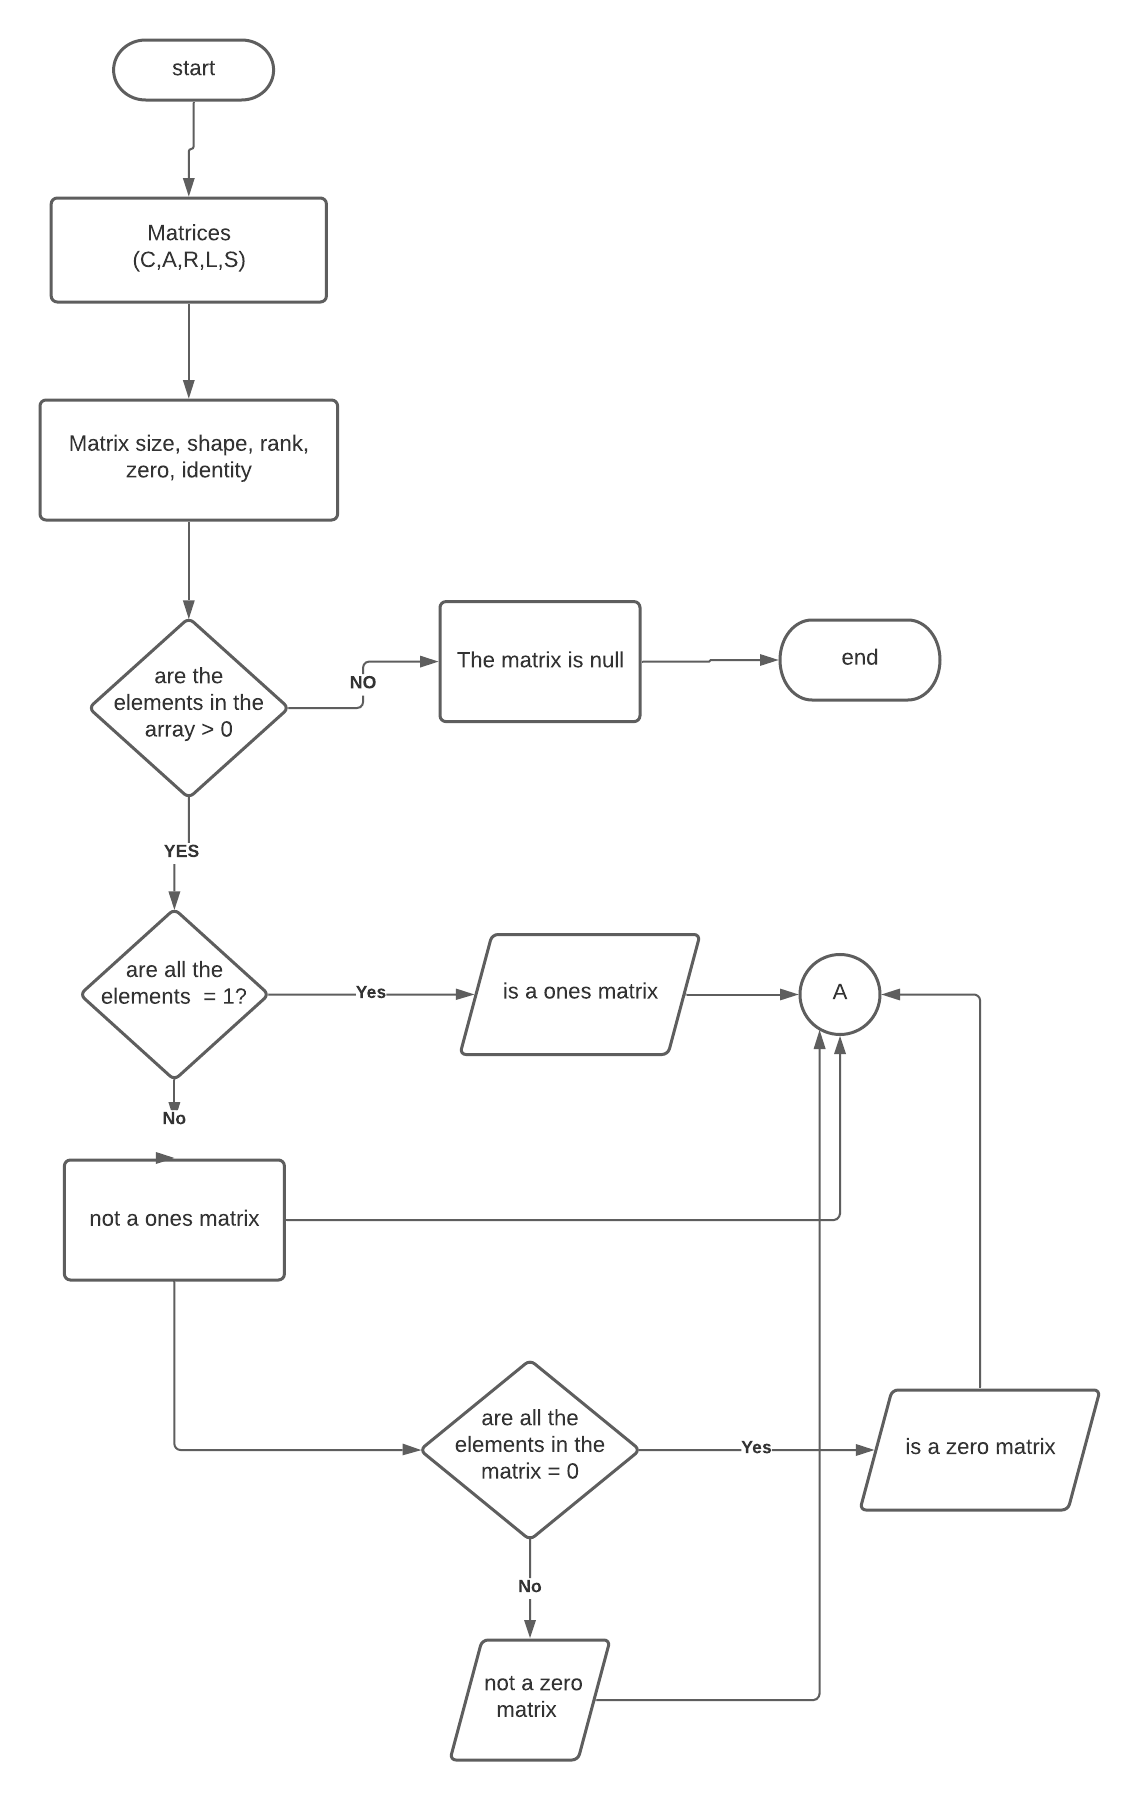 start
Matrices
(C,A,R,L,S)
Matrix size, shape, rank,
zero, identity
are the
elements in the
array > 0
NO
The matrix is null
end
YES
are all the
elements  = 1?
Yes
is a ones matrix
A
No
not a ones matrix
are all the
elements in the
matrix = 0
Yes
is a zero matrix
No
not a zero
matrix